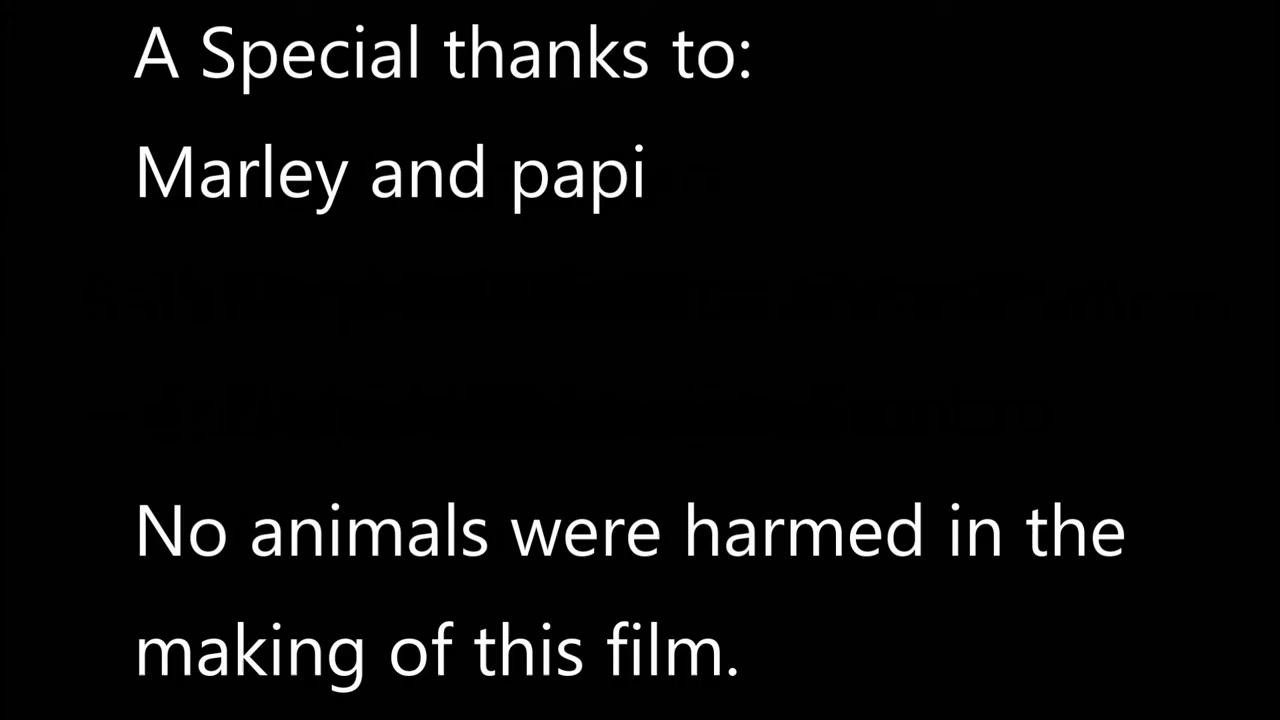 A Special thanks to:
Marley and papi
No animals were harmed in the
making of this film.